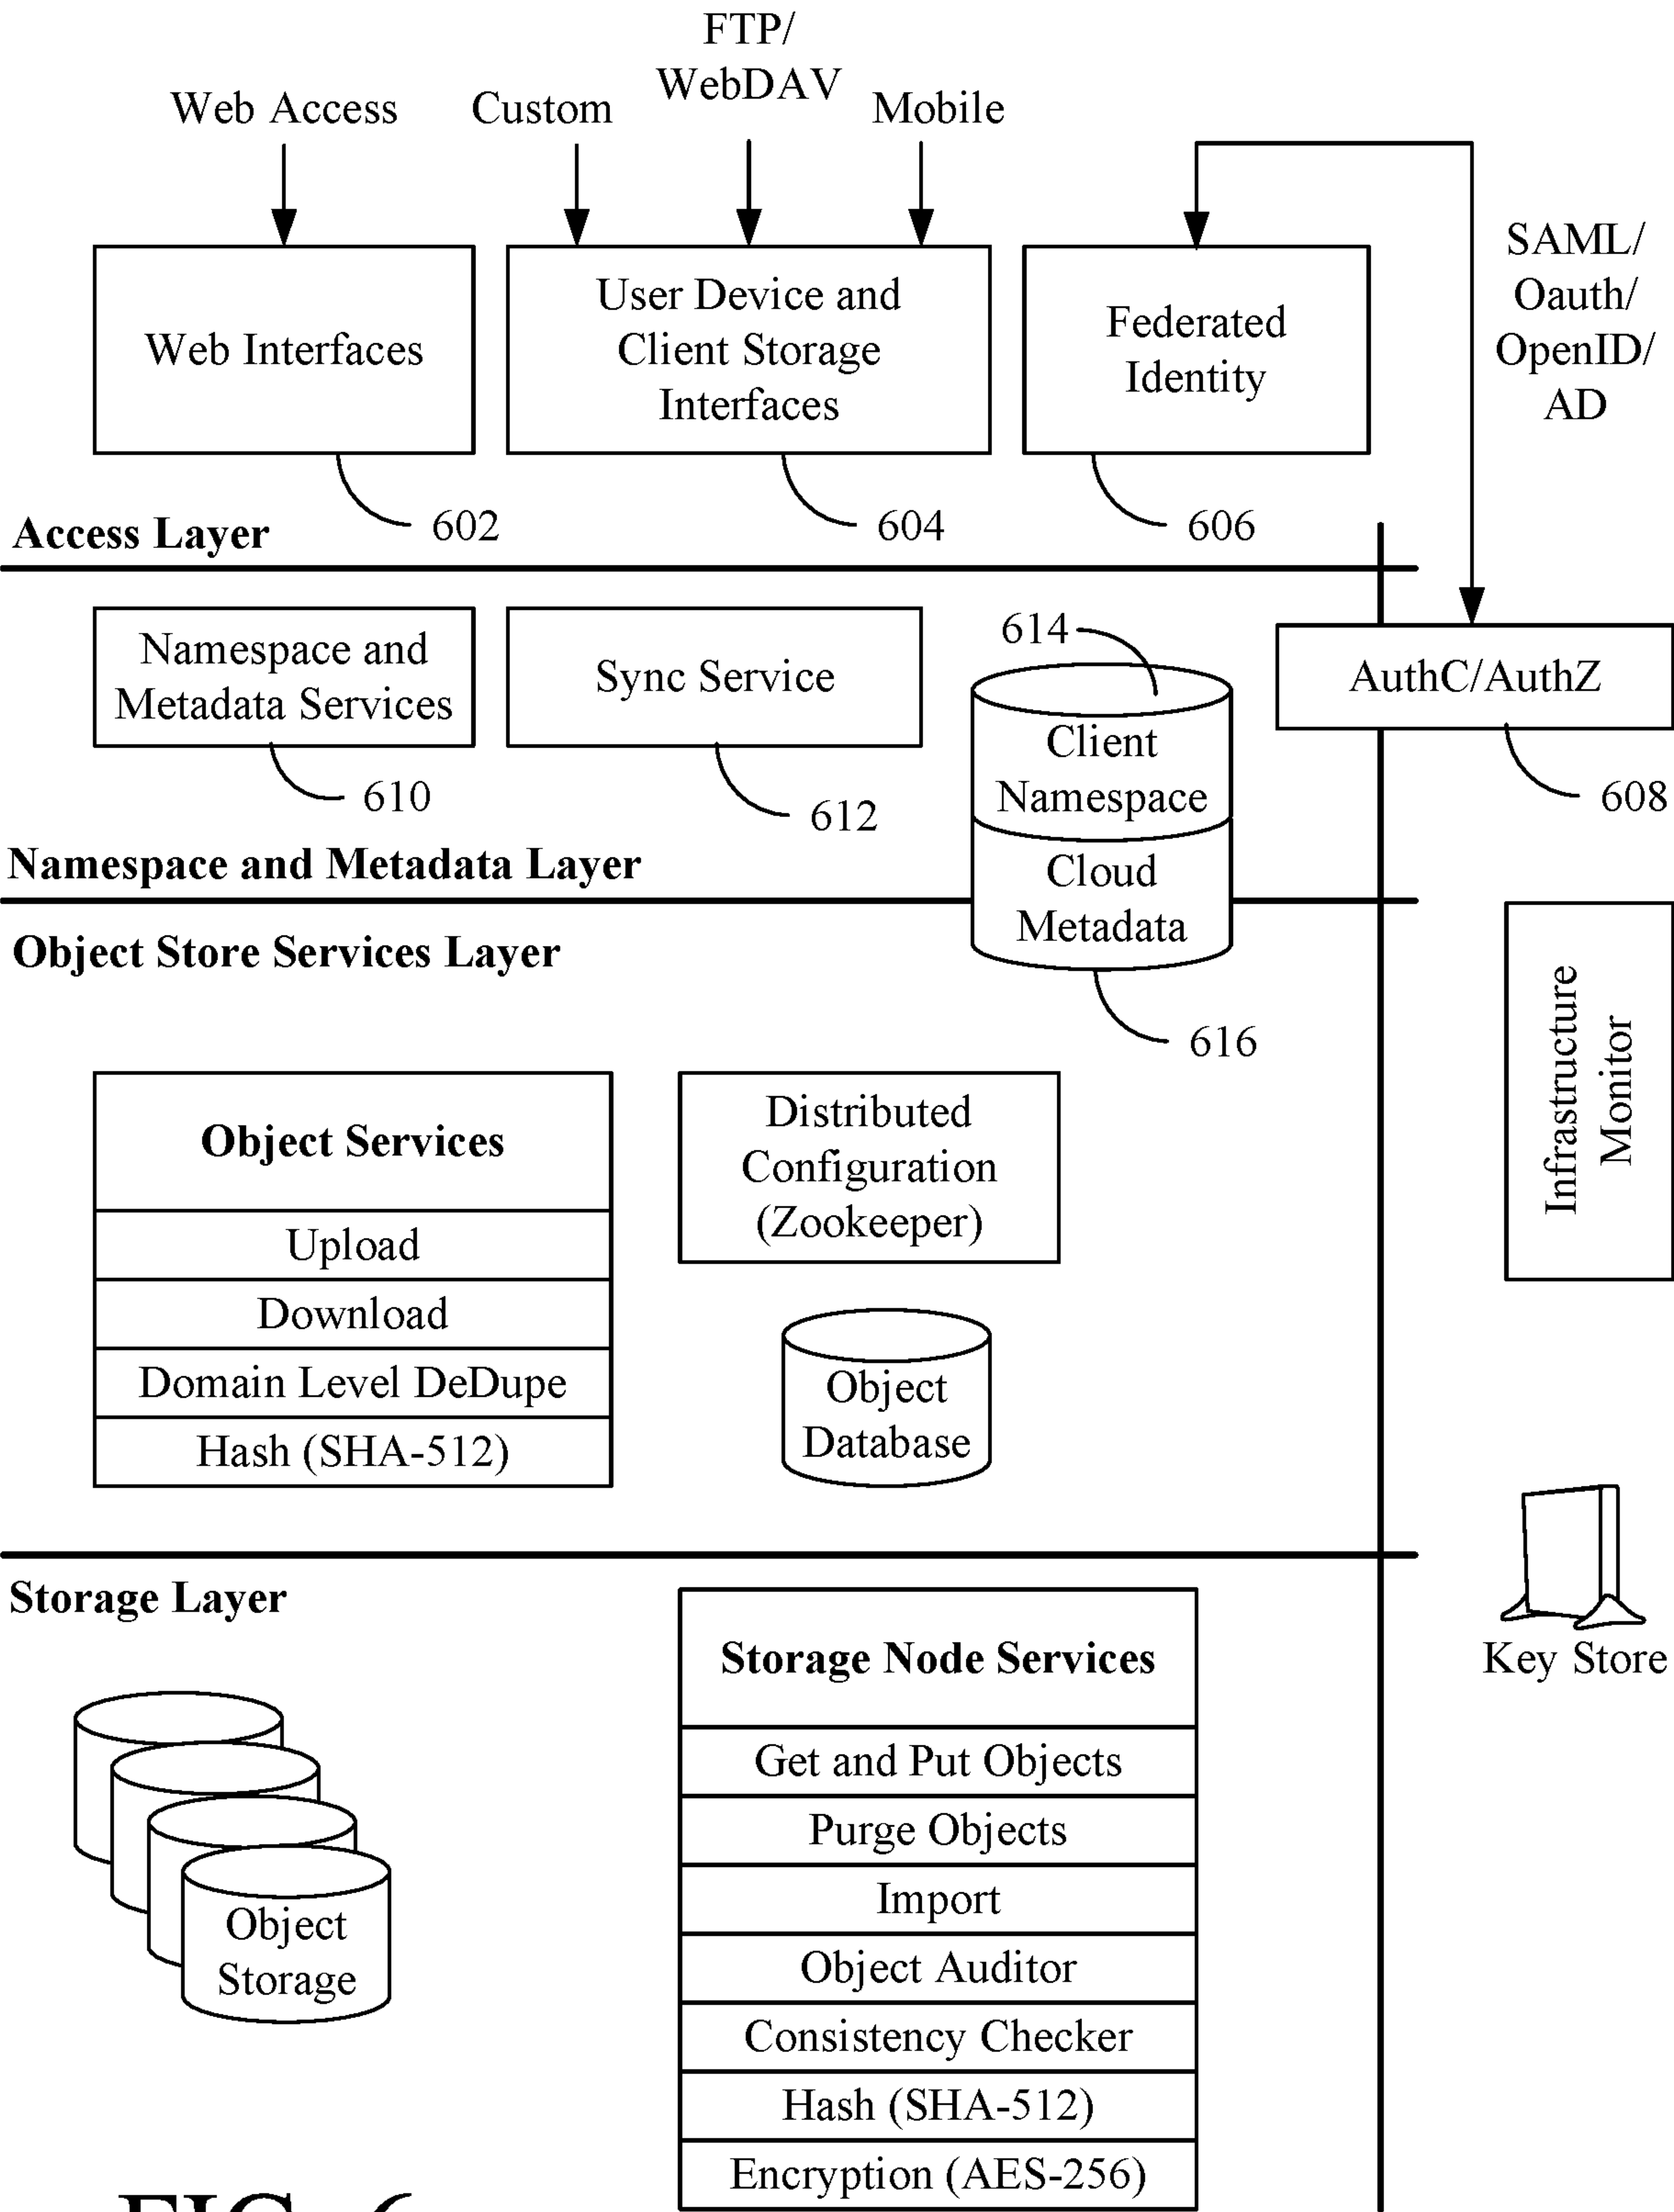 FTP/
WebDAV
Web Access
Custom
Mobile
SAML/
Oauth/
OpenID/
AD
Web Interfaces
User Device and
Client Storage
Interfaces
Federated
Identity
602
604
606
Access Layer
Namespace and
Metadata Services
Sync Service
614
Client
Namespace
Cloud
Metadata
AuthC/AuthZ
610
612
608
Namespace and Metadata Layer
Object Store Services Layer
616
Infrastructure
Monitor
Object Services
Upload
Download
Domain Level DeDupe
Hash (SHA-512)
Distributed
Configuration
(Zookeeper)
Object
Database
Storage Layer
Key Store
Storage Node Services
Get and Put Objects
Purge Objects
Import
Object Auditor
Consistency Checker
Hash (SHA-512)
Encryption (AES-256)
Object
Storage
FIG. 6